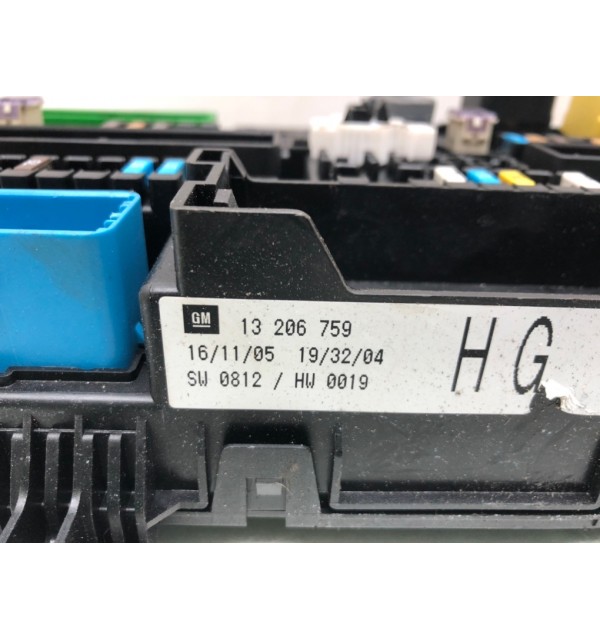 GM 13 206 759
16/11/05 19/32/04
SW 0812 / HW 0019
HG